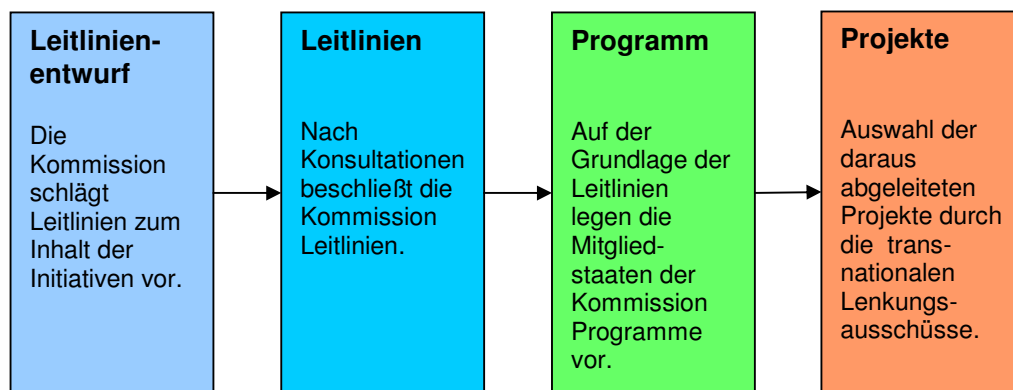 Leitlinien-
entwurf
Die
Kommission
schlägt
Leitlinien zum
Inhalt der
Initiativen vor.
Leitlinien
Nach
Konsultationen
beschließt die
Kommission
Leitlinien.
Programm
Auf der
Grundlage der
Leitlinien
legen die
Mitglied-
staaten der
Kommission
Programme
vor.
Projekte
Auswahl der
daraus
abgeleiteten
Projekte durch
die trans-
nationalen
Lenkungs-
ausschüsse.